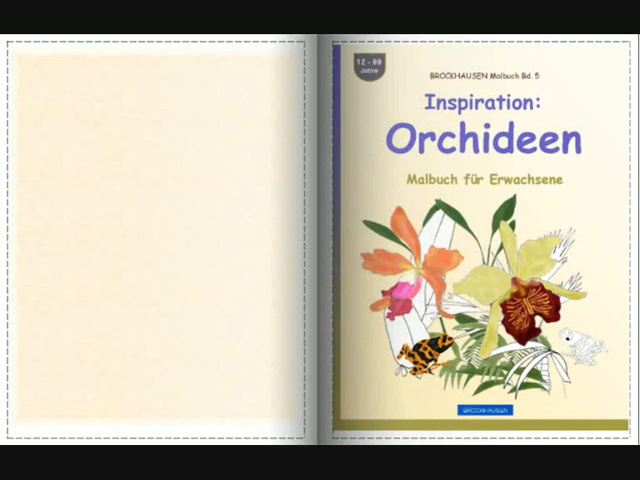 12 - 99
Jahre
BROCKHAUSEN Malbuch Bd. 5
Inspiration:
Orchideen
Malbuch für Erwachsene
BROCKHAUSEN